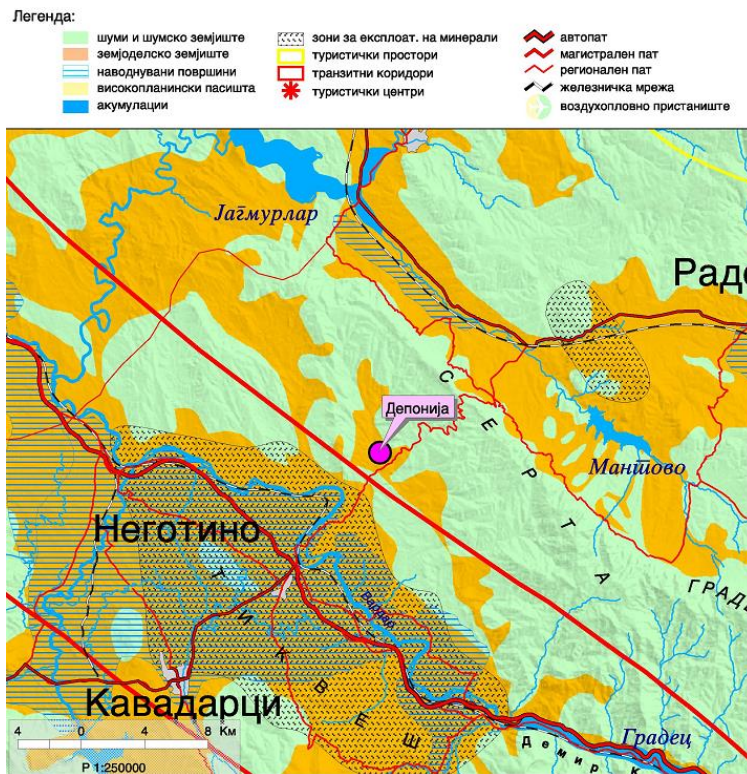 Легенда:
шуми и шумско земјиште
земјоделско земјиште
наводнувани површини
високопланински пасишта
акумулации
зони за експлоат. на минерали
туристички простори
транзитни коридори
туристички центри
автопат
магистрален пат
регионален пат
железничка мрежа
воздухопловно пристаниште
Јагмурлар
Радо
Депонија
С Е Р Т А
Мантово
ГРАДЕ
Неготино
Вардар
Т И К В Е Ш
Кавадарци
Градец
Д е м и р К
4 0 4 8 Км
Р 1:250000